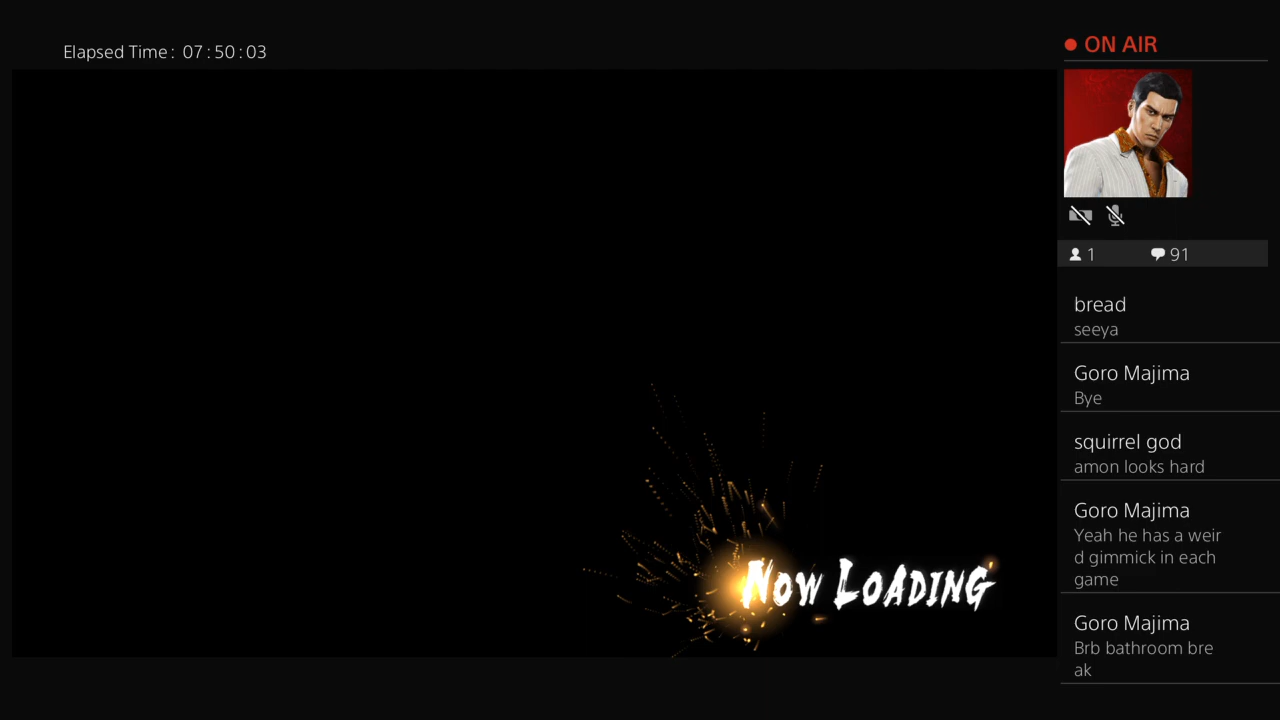 Elapsed Time: 07:50:03
ON AIR
1
91
bread
seeya
Goro Majima
Bye
squirrel god
amon looks hard
Goro Majima
Yeah he has a weir
d gimmick in each
game
Goro Majima
Brb bathroom bre
ak
NOW LOADING